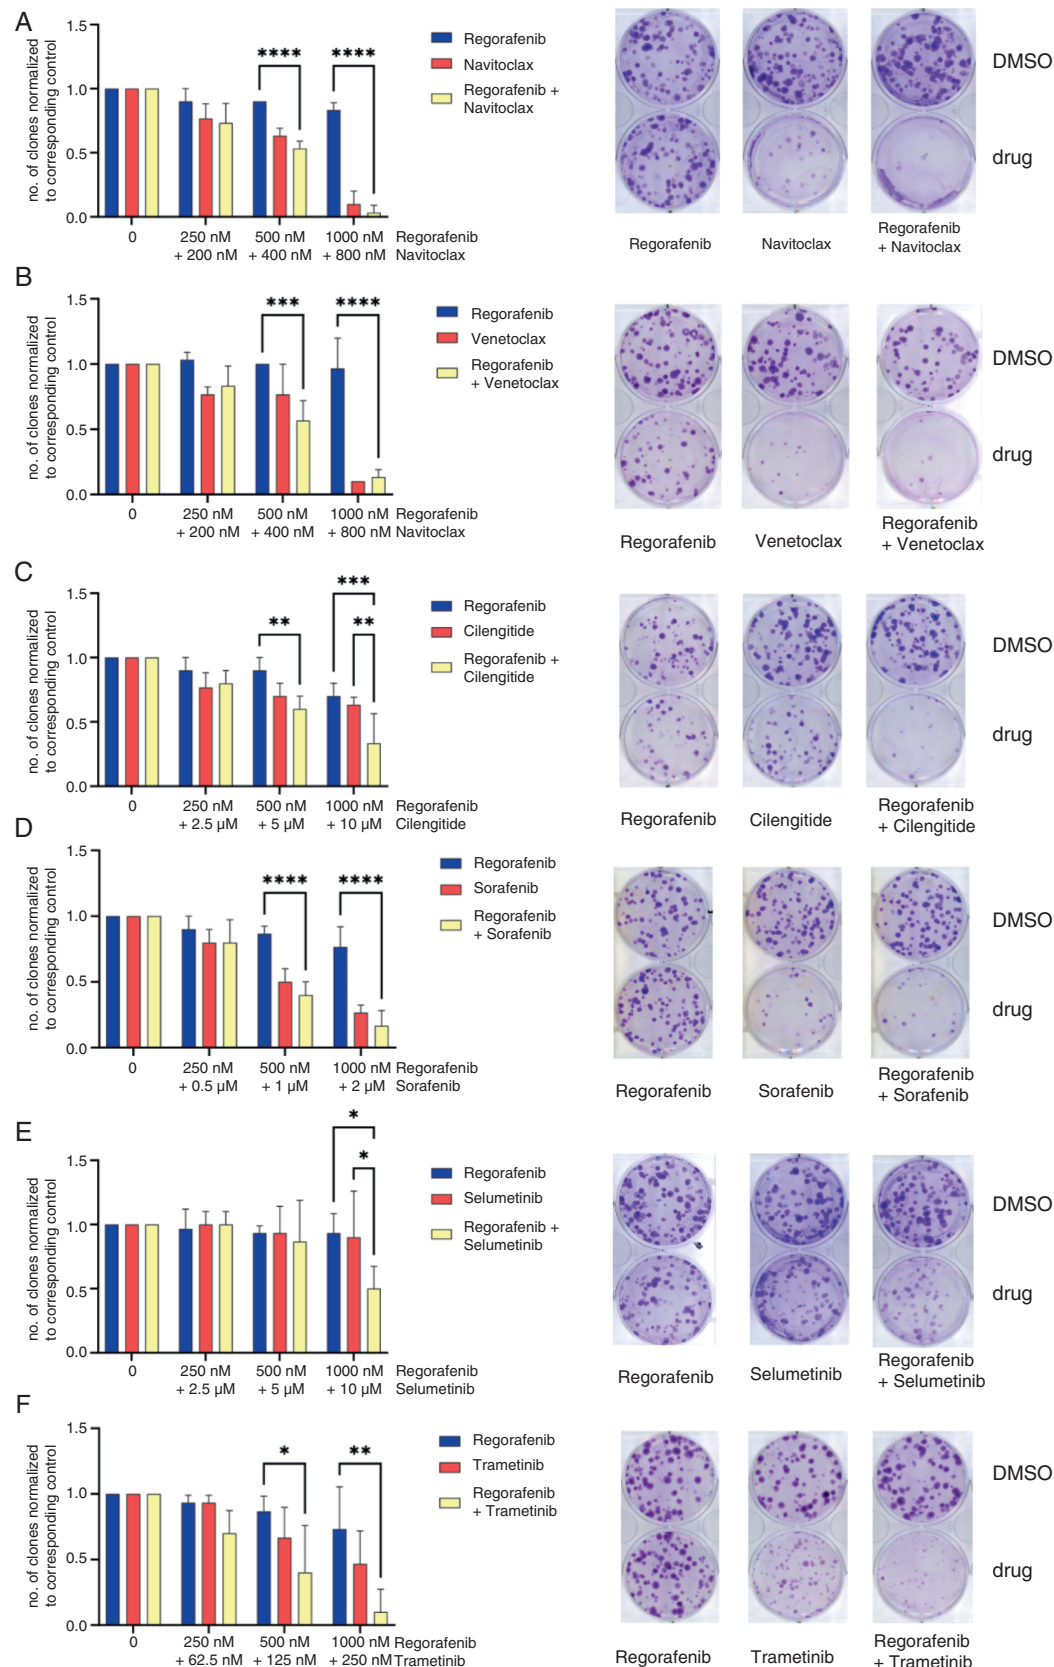 A
no. of clones normalized
to corresponding control
1.5
1.0
0.5
0.0
**** ****
0 250 nM 500 nM 1000 nM Regorafenib
+ 200 nM + 400 nM + 800 nM Navitoclax
Regorafenib
Navitoclax
Regorafenib +
Navitoclax
DMSO
drug
Regorafenib Navitoclax Regorafenib
+ Navitoclax
B
no. of clones normalized
to corresponding control
1.5
1.0
0.5
0.0
*** ****
0 250 nM 500 nM 1000 nM Regorafenib
+ 200 nM + 400 nM + 800 nM Navitoclax
Regorafenib
Venetoclax
Regorafenib
+ Venetoclax
DMSO
drug
Regorafenib Venetoclax Regorafenib
+ Venetoclax
C
no. of clones normalized
to corresponding control
1.5
1.0
0.5
0.0
***
** **
0 250 nM 500 nM 1000 nM Regorafenib
+ 2.5 µM + 5 µM + 10 µM Cilengitide
Regorafenib
Cilengitide
Regorafenib +
Cilengitide
DMSO
drug
Regorafenib Cilengitide Regorafenib
+ Cilengitide
D
no. of clones normalized
to corresponding control
1.5
1.0
0.5
0.0
**** ****
0 250 nM 500 nM 1000 nM Regorafenib
+ 0.5 µM + 1 µM + 2 µM Sorafenib
Regorafenib
Sorafenib
Regorafenib
+ Sorafenib
DMSO
drug
Regorafenib Sorafenib Regorafenib
+ Sorafenib
E
no. of clones normalized
to corresponding control
1.5
1.0
0.5
0.0
*
*
0 250 nM 500 nM 1000 nM Regorafenib
+ 2.5 µM + 5 µM + 10 µM Selumetinib
Regorafenib
Selumetinib
Regorafenib +
Selumetinib
DMSO
drug
Regorafenib Selumetinib Regorafenib
+ Selumetinib
F
no. of clones normalized
to corresponding control
1.5
1.0
0.5
0.0
* **
0 250 nM 500 nM 1000 nM Regorafenib
+ 62.5 nM + 125 nM + 250 nM Trametinib
Regorafenib
Trametinib
Regorafenib
+ Trametinib
DMSO
drug
Regorafenib Trametinib Regorafenib
+ Trametinib